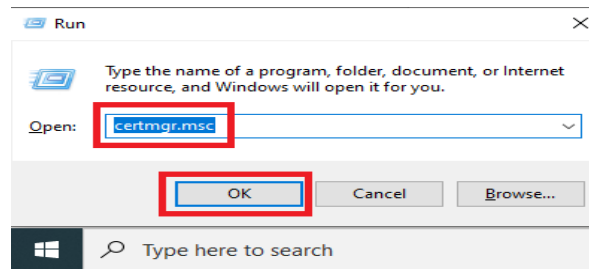 Run
Type the name of a program, folder, document, or Internet
resource, and Windows will open it for you.
Open: certmgr.msc
OK Cancel Browse...
Type here to search